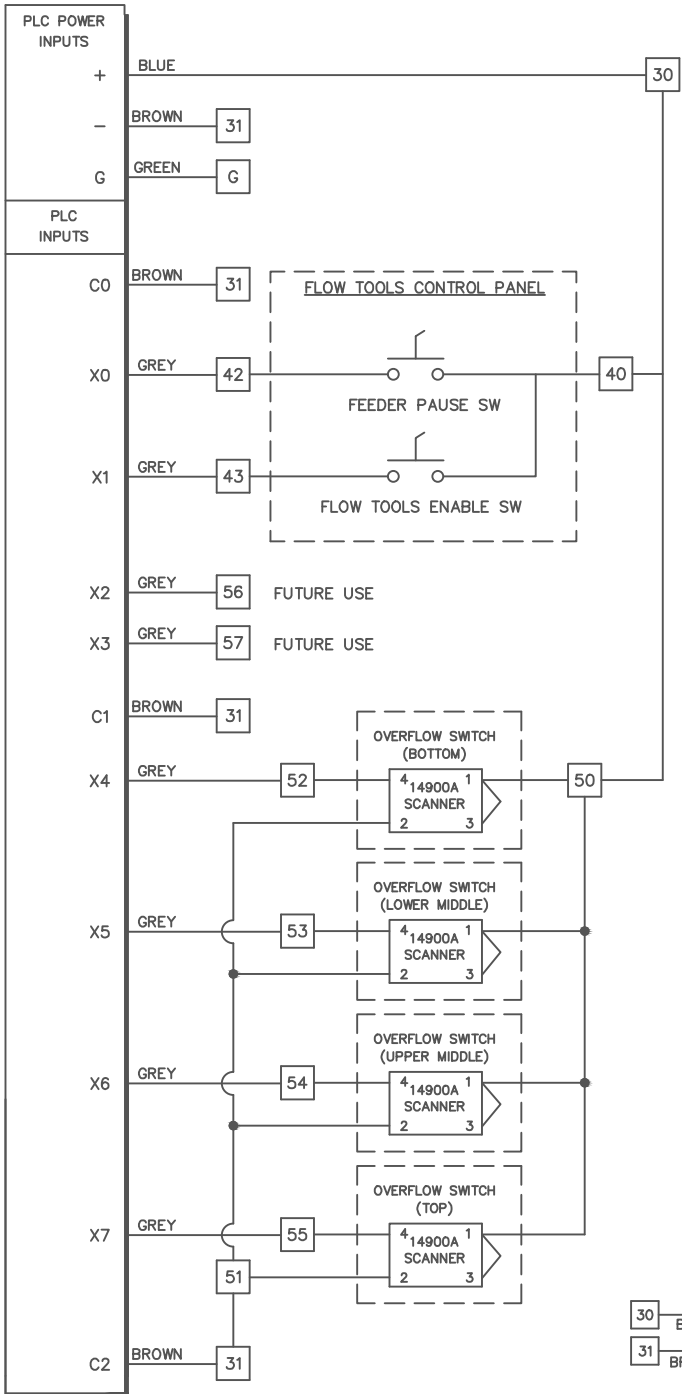 PLC POWER
INPUTS
+ BLUE 30
- BROWN 31
G GREEN G
PLC
INPUTS
C0 BROWN 31
FLOW TOOLS CONTROL PANEL
X0 GREY 42 40
FEEDER PAUSE SW
X1 GREY 43
FLOW TOOLS ENABLE SW
X2 GREY 56 FUTURE USE
X3 GREY 57 FUTURE USE
C1 BROWN 31
OVERFLOW SWITCH
(BOTTOM)
X4 GREY 52 4 1 50
14900A
SCANNER
2 3
OVERFLOW SWITCH
(LOWER MIDDLE)
X5 GREY 53 4 1
14900A
SCANNER
2 3
OVERFLOW SWITCH
(UPPER MIDDLE)
X6 GREY 54 4 1
14900A
SCANNER
2 3
OVERFLOW SWITCH
(TOP)
X7 GREY 55 4 1
14900A
SCANNER
51 2 3
C2 BROWN 31
30
31